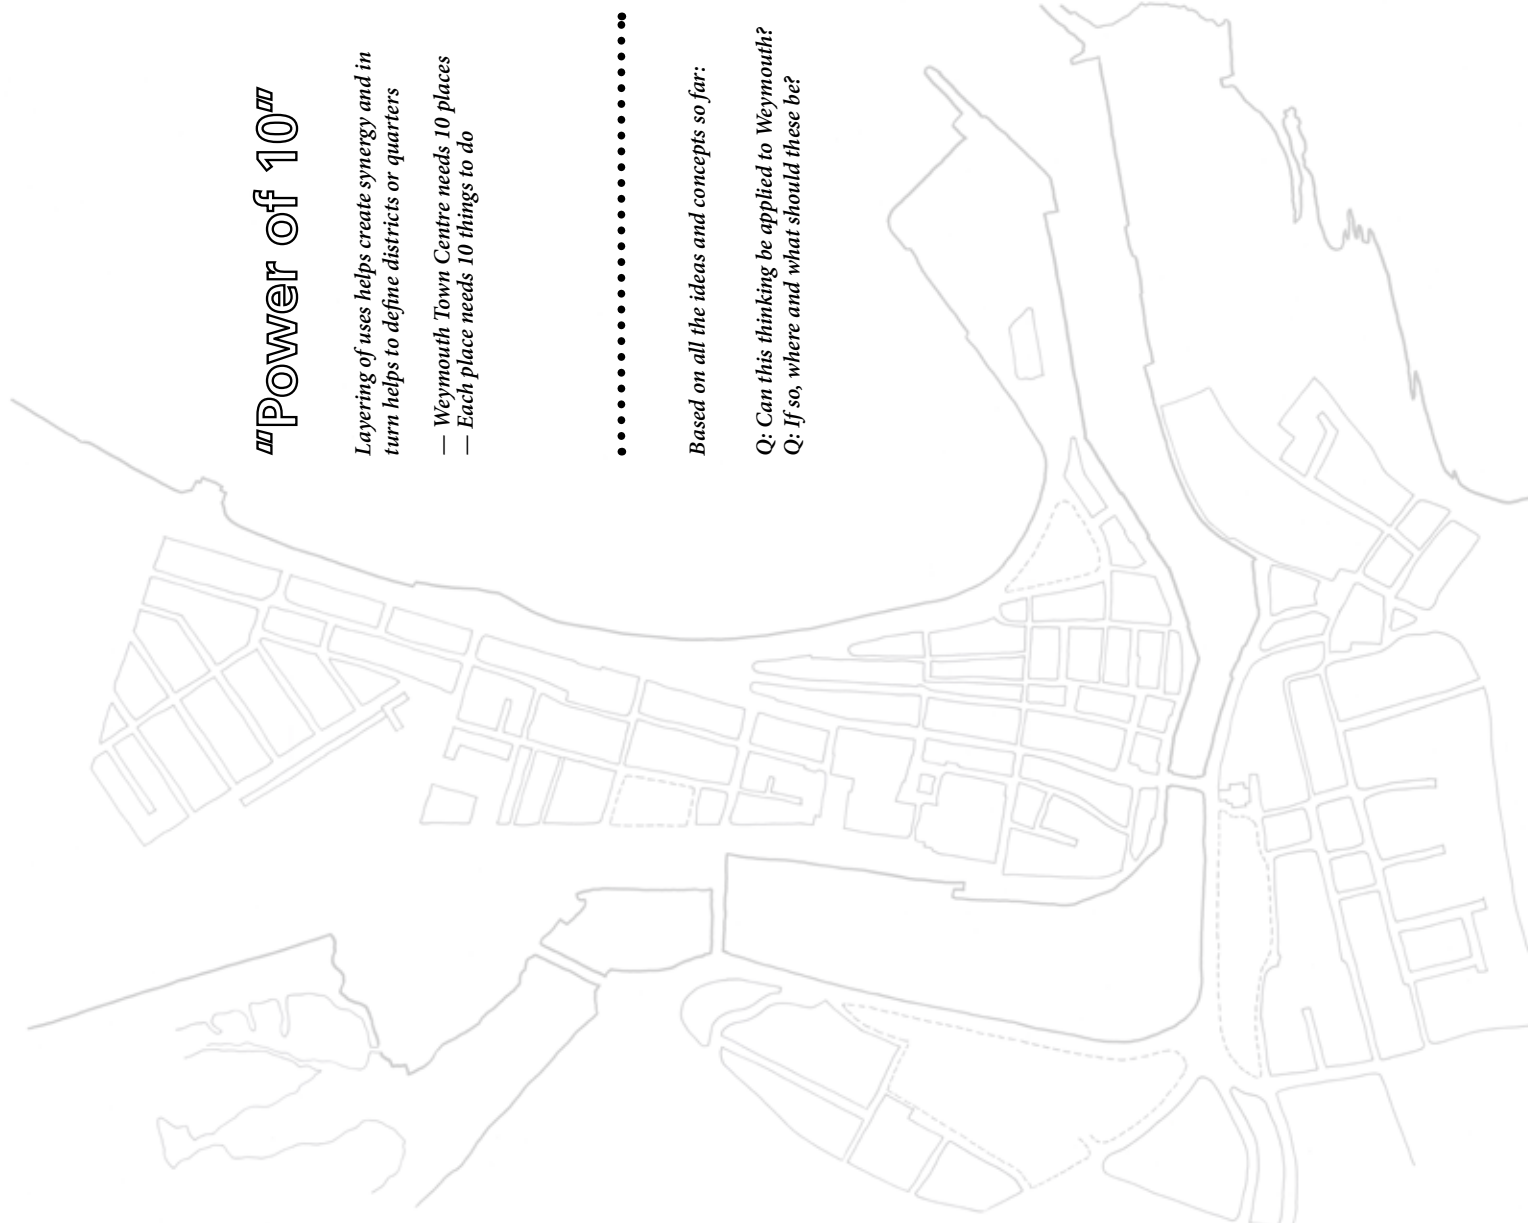 "Power of 10"
Layering of uses helps create synergy and in
turn helps to define districts or quarters
— Weymouth Town Centre needs 10 places
— Each place needs 10 things to do
Based on all the ideas and concepts so far:
Q: Can this thinking be applied to Weymouth?
Q: If so, where and what should these be?